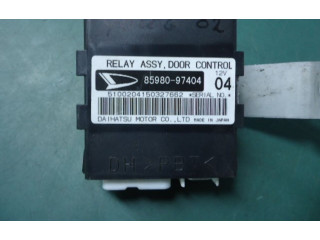 RELAY ASSY,DOOR CONTROL
12V
85980-97404 04
5100204150327662 *SERIAL NO.*
DAIHATSU MOTOR CO.,LTD MADE IN JAPAN